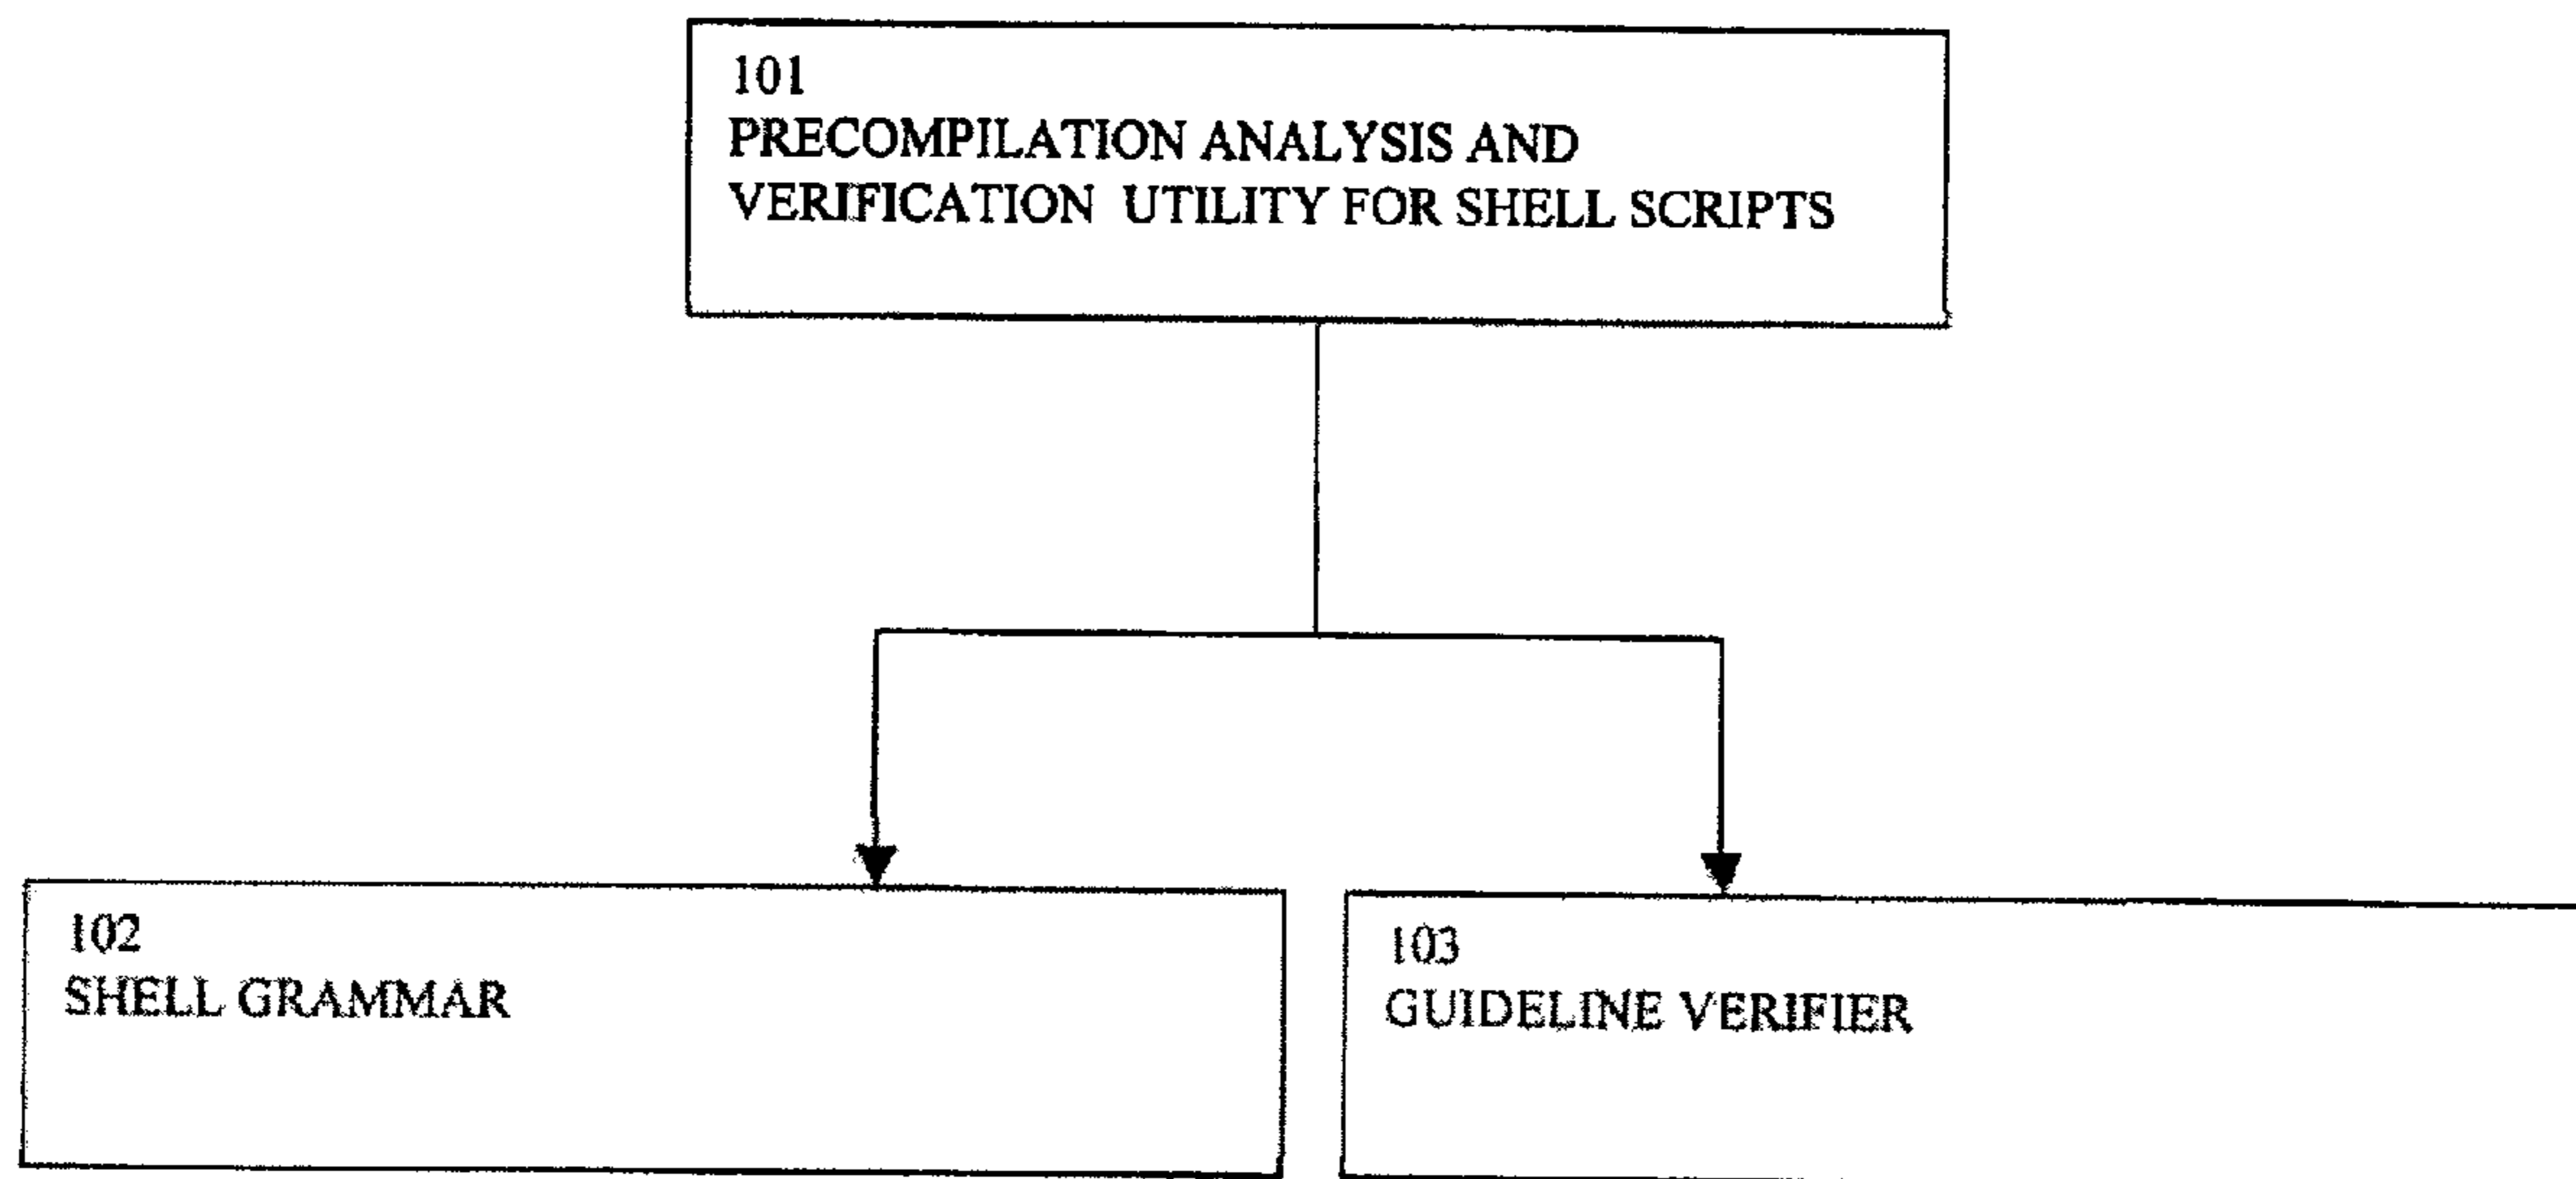 101
PRECOMPILATION ANALYSIS AND
VERIFICATION UTILITY FOR SHELL SCRIPTS
102
SHELL GRAMMAR
103
GUIDELINE VERIFIER